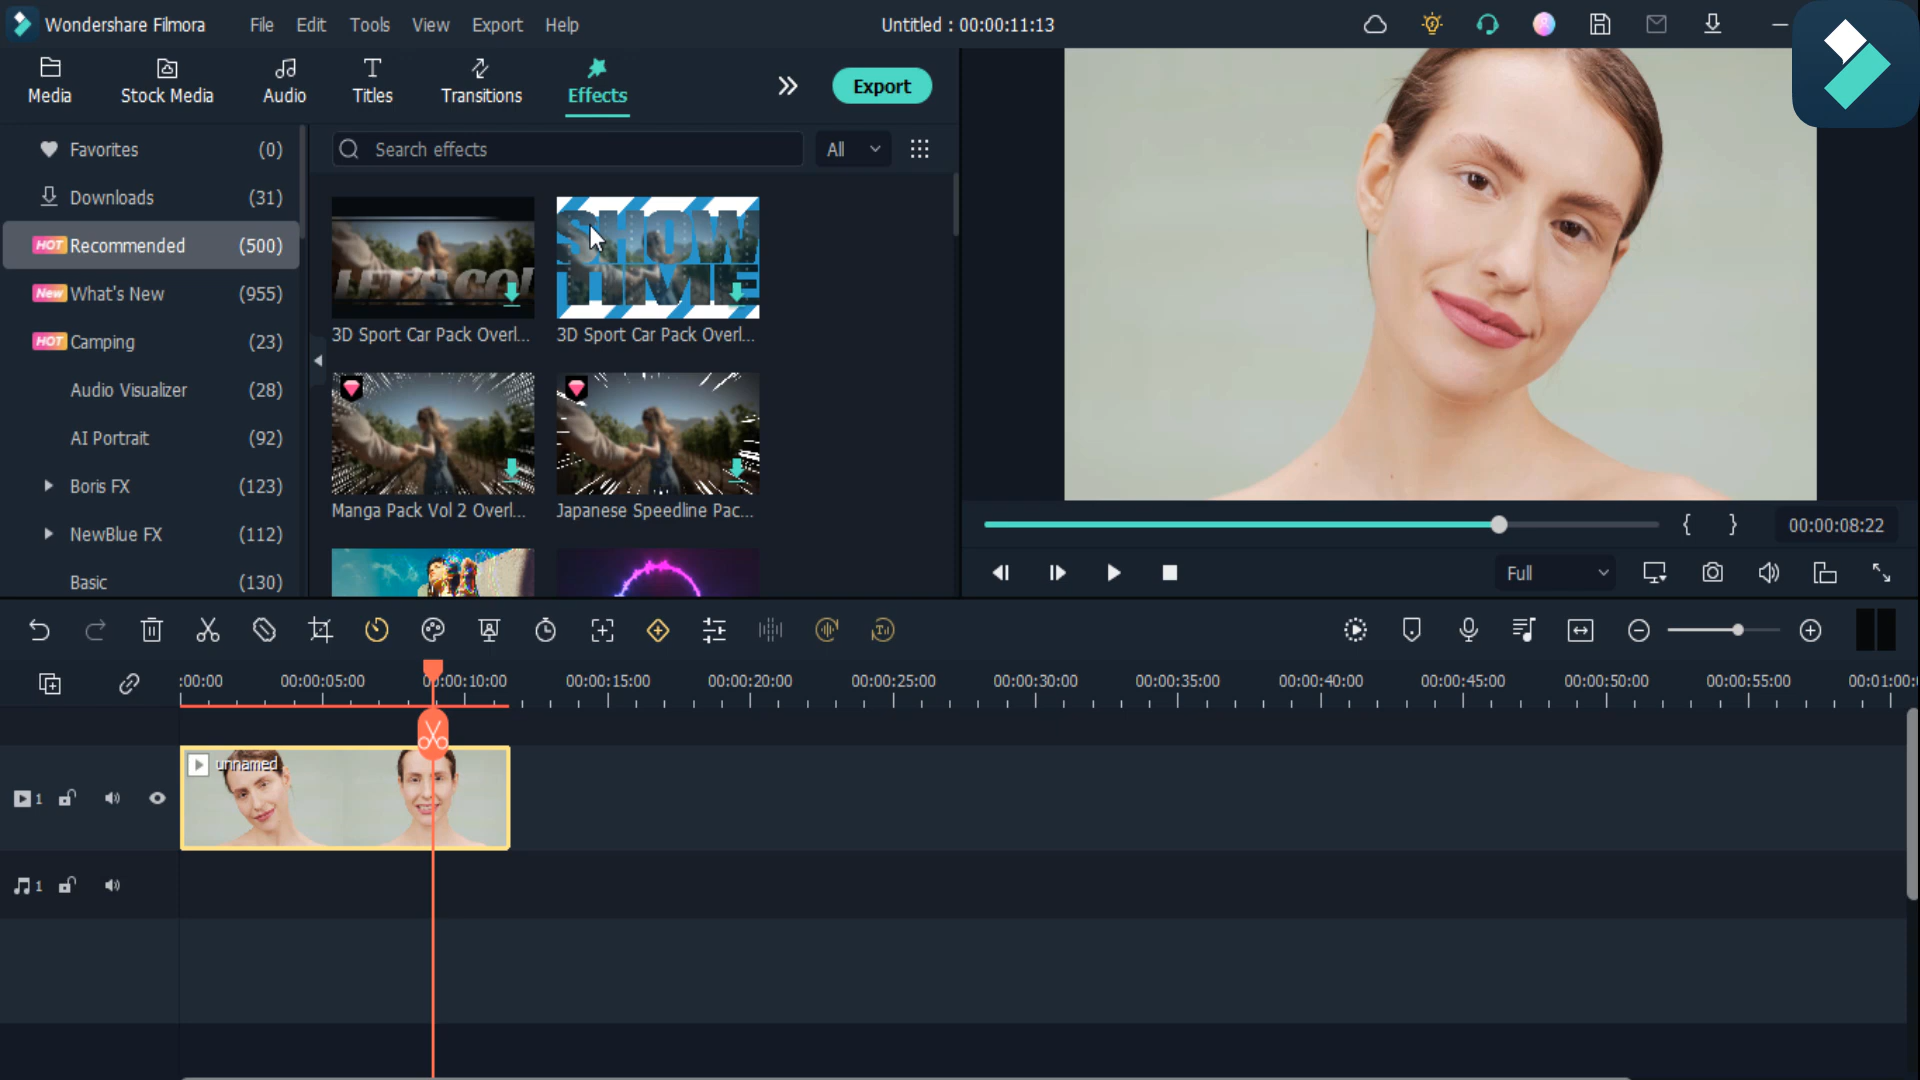 Wondershare Filmora
File Edit Tools View Export Help
Untitled : 00:00:11:13
Media Stock Media Audio Titles Transitions Effects
Export
Favorites (0)
Downloads (31)
HOT Recommended (500)
New What's New (955)
HOT Camping (23)
Audio Visualizer (28)
AI Portrait (92)
Boris FX (123)
NewBlue FX (112)
Basic (130)
Search effects All
LET'S GO!
SHOW
TIME
3D Sport Car Pack Overl... 3D Sport Car Pack Overl...
Manga Pack Vol 2 Overl... Japanese Speedline Pac...
{ } 00:00:08:22
Full
:00:00 00:00:05:00 00:00:10:00 00:00:15:00 00:00:20:00 00:00:25:00 00:00:30:00 00:00:35:00 00:00:40:00 00:00:45:00 00:00:50:00 00:00:55:00 00:01:00:
unnamed
1
1